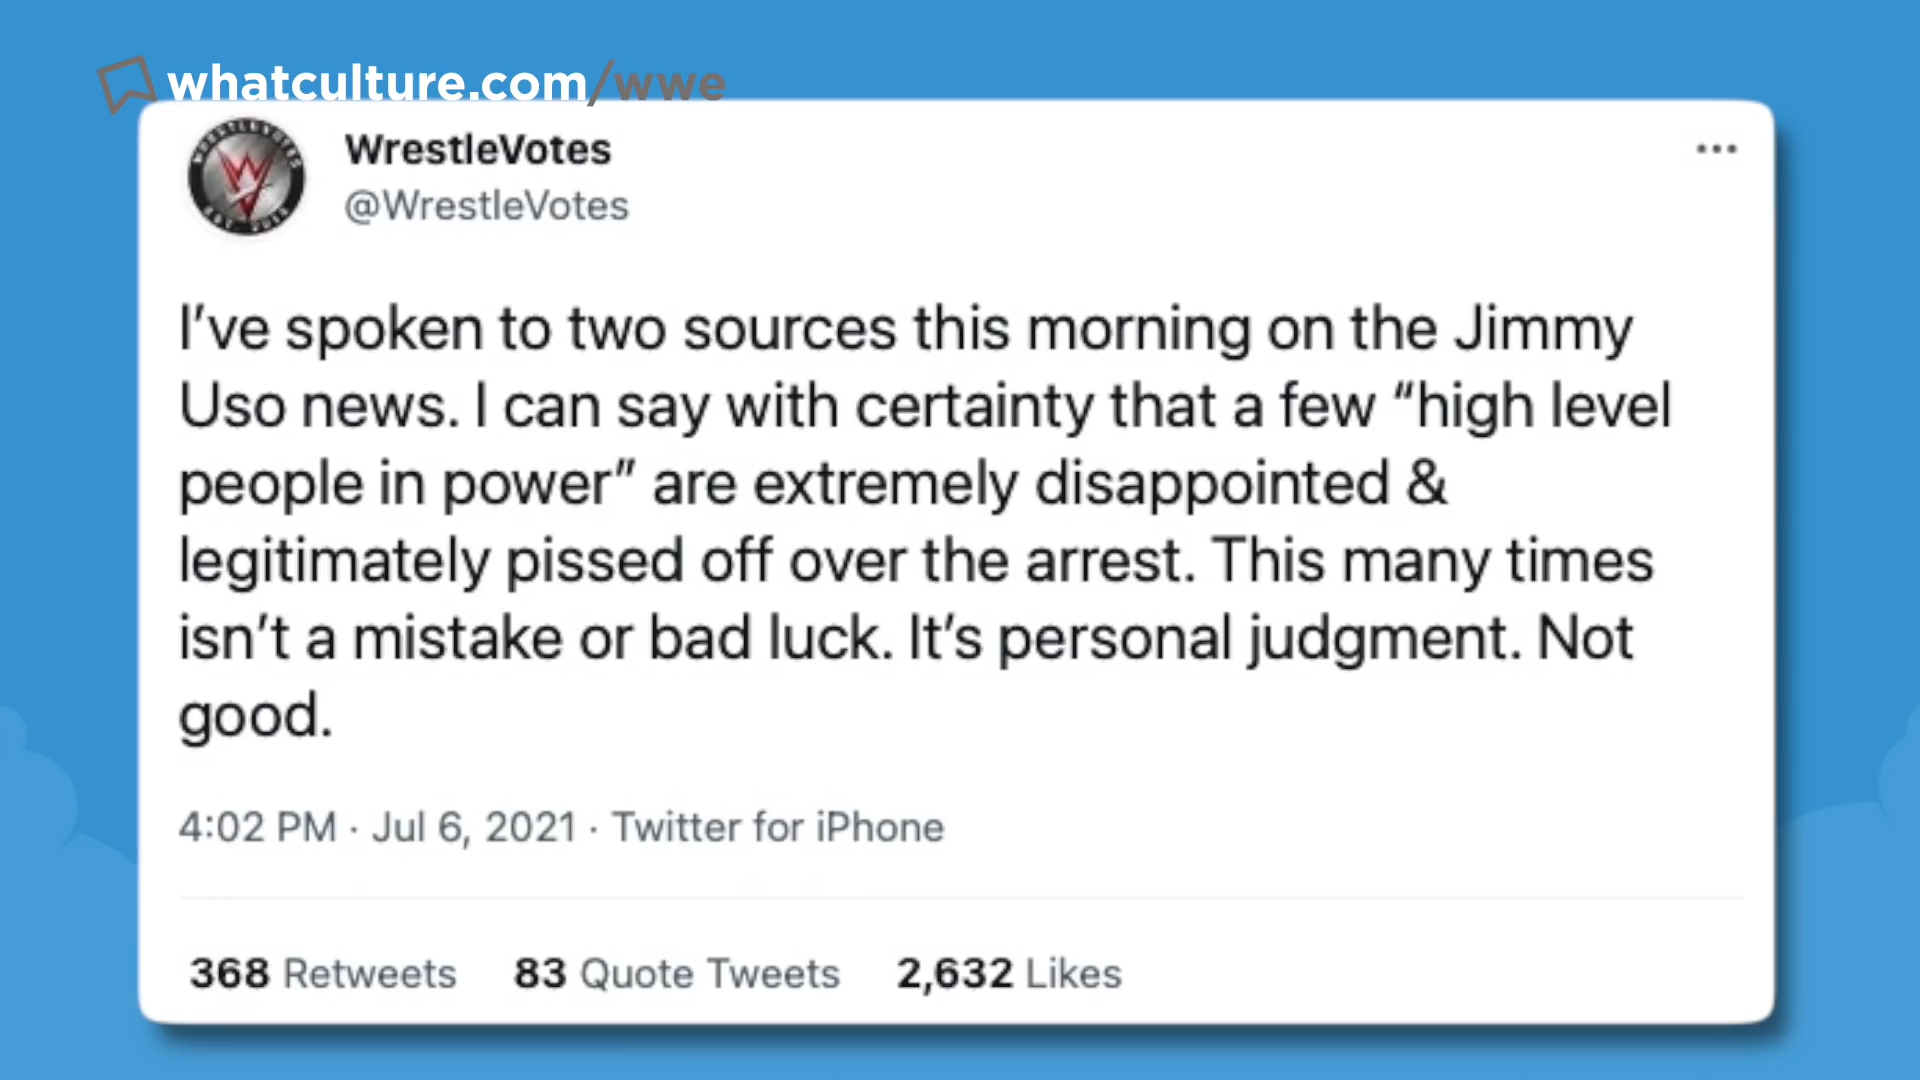 whatculture.com/wwe
WrestleVotes
@WrestleVotes
I’ve spoken to two sources this morning on the Jimmy
Uso news. I can say with certainty that a few “high level
people in power” are extremely disappointed &
legitimately pissed off over the arrest. This many times
isn’t a mistake or bad luck. It’s personal judgment. Not
good.
4:02 PM · Jul 6, 2021 · Twitter for iPhone
368 Retweets 83 Quote Tweets 2,632 Likes